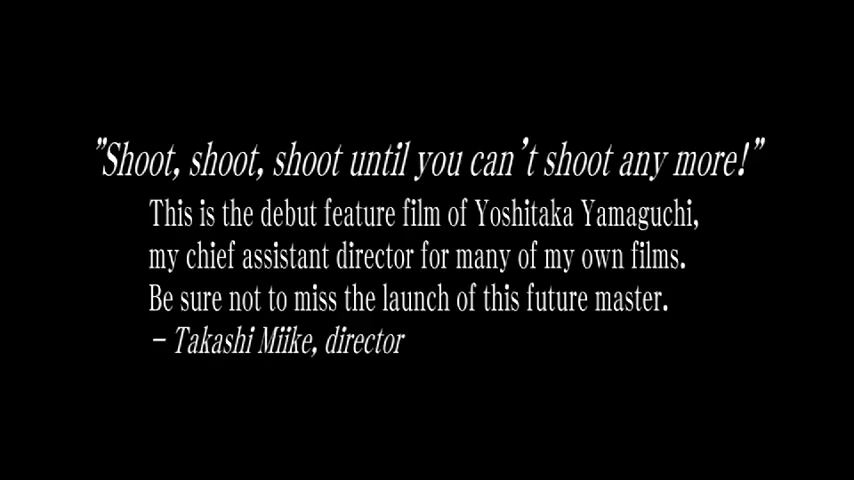 "Shoot, shoot, shoot until you can't shoot any more!"
This is the debut feature film of Yoshitaka Yamaguchi,
my chief assistant director for many of my own films.
Be sure not to miss the launch of this future master.
- Takashi Miike, director